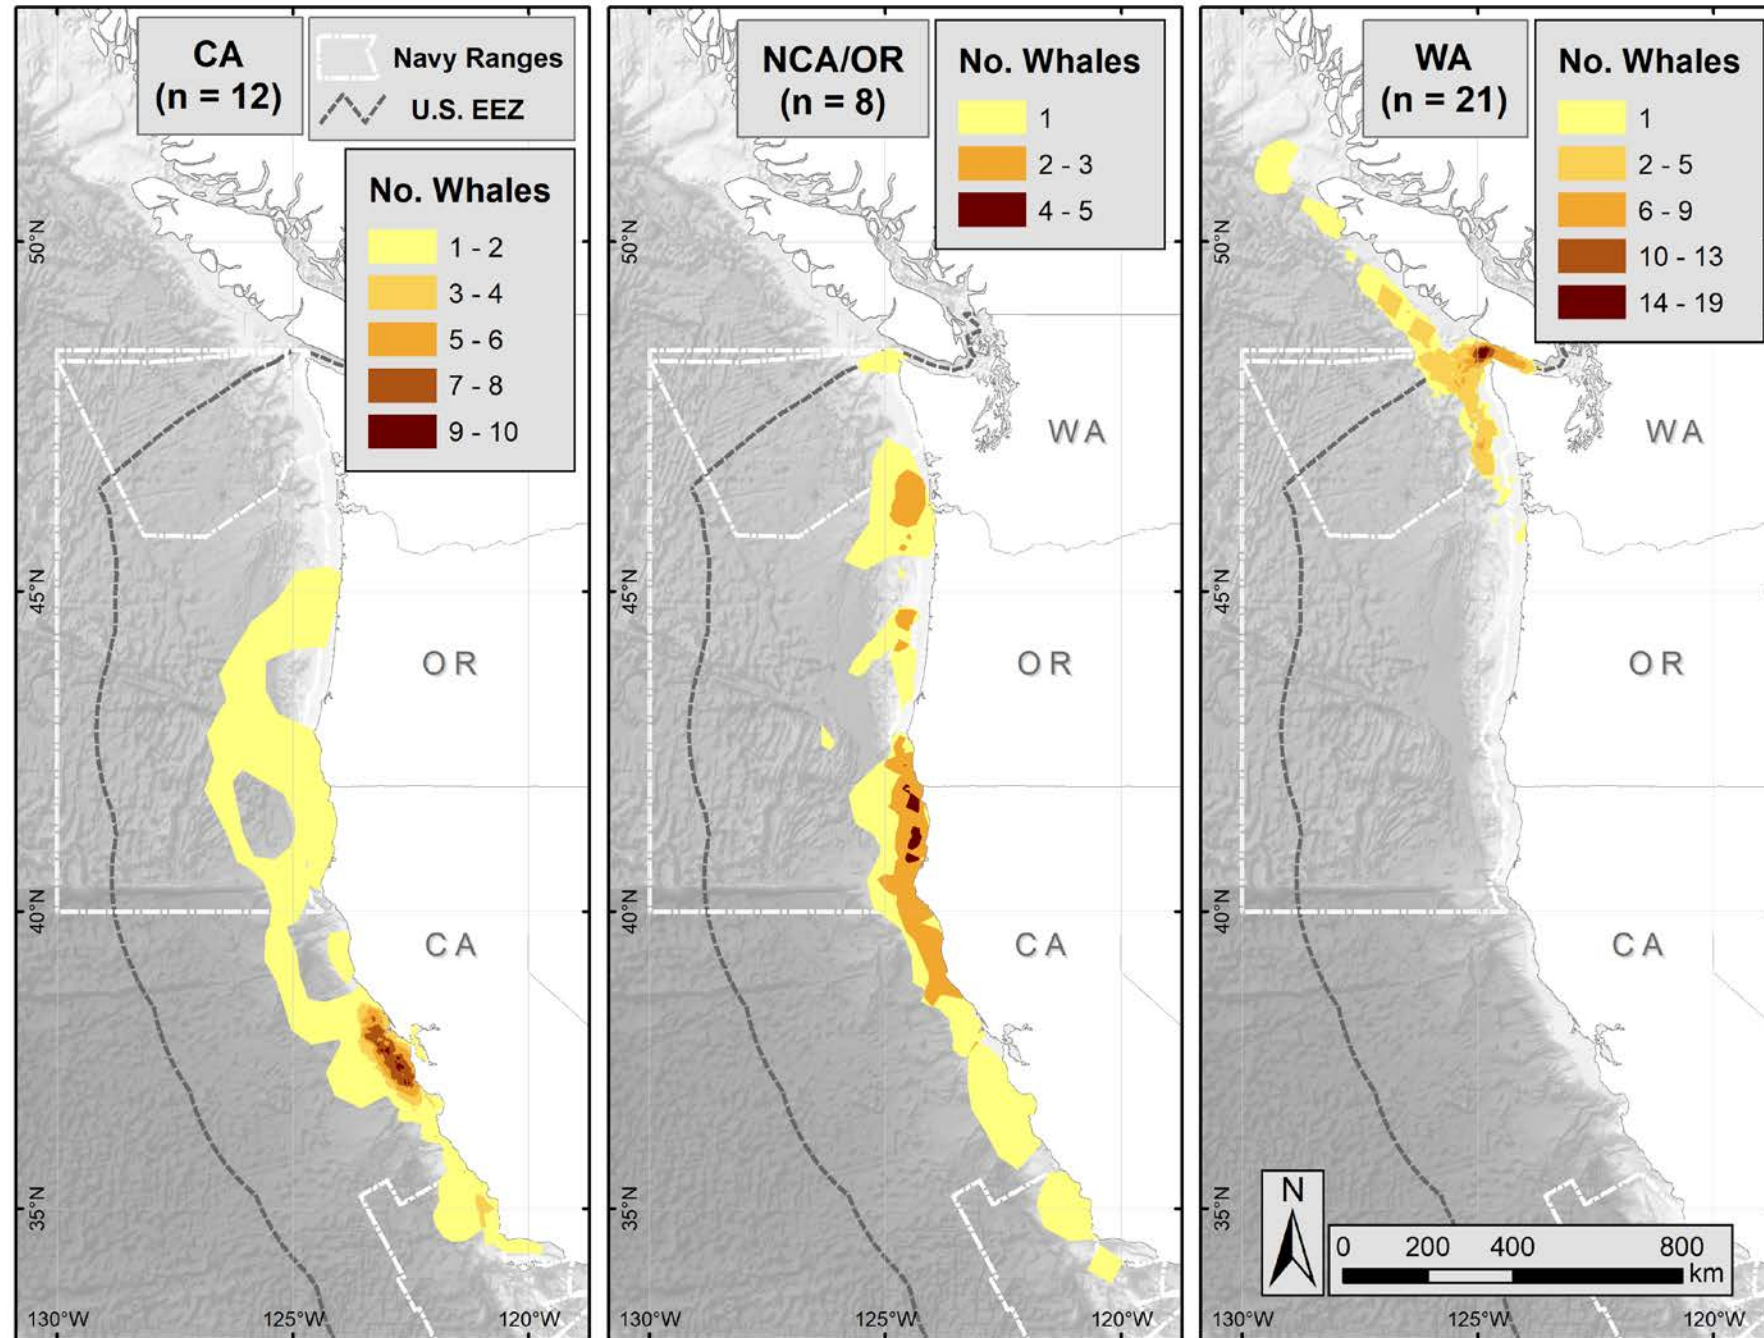 CA
(n = 12)
Navy Ranges
U.S. EEZ
No. Whales
1 - 2
3 - 4
5 - 6
7 - 8
9 - 10
50°N
45°N
40°N
35°N
OR
CA
130°W
125°W
120°W
NCA/OR
(n = 8)
No. Whales
1
2 - 3
4 - 5
50°N
45°N
40°N
35°N
WA
OR
CA
130°W
125°W
120°W
WA
(n = 21)
No. Whales
1
2 - 5
6 - 9
10 - 13
14 - 19
50°N
45°N
40°N
35°N
WA
OR
CA
N
0 200 400 800
km
130°W
125°W
120°W